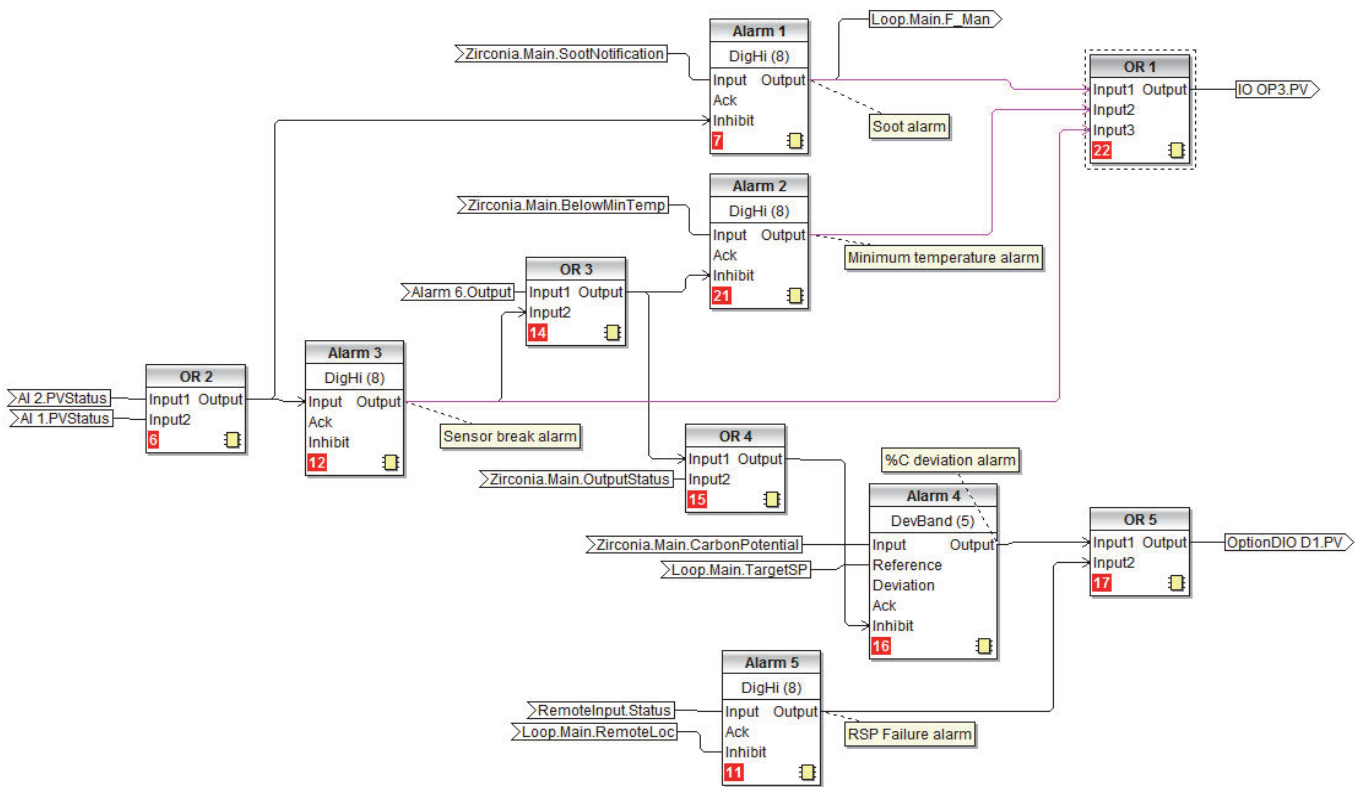 Alarm 1
DigHi (8)
Zirconia.Main.SootNotification
Input Output
Ack
Inhibit
7
Loop.Main.F_Man
Soot alarm
OR 1
Input1 Output
Input2
Input3
22
IO OP3.PV
Alarm 2
DigHi (8)
Zirconia.Main.BelowMinTemp
Input Output
Ack
Inhibit
21
Minimum temperature alarm
OR 3
Alarm 6.Output
Input1 Output
Input2
14
Alarm 3
DigHi (8)
Input Output
Ack
Inhibit
12
Sensor break alarm
OR 2
AI 2.PVStatus
AI 1.PVStatus
Input1 Output
Input2
6
OR 4
Input1 Output
Input2
15
Zirconia.Main.OutputStatus
%C deviation alarm
Alarm 4
DevBand (5)
Zirconia.Main.CarbonPotential
Loop.Main.TargetSP
Input Output
Reference
Deviation
Ack
Inhibit
16
OR 5
Input1 Output
Input2
17
OptionDIO D1.PV
Alarm 5
DigHi (8)
RemoteInput.Status
Loop.Main.RemoteLoc
Input Output
Ack
Inhibit
11
RSP Failure alarm